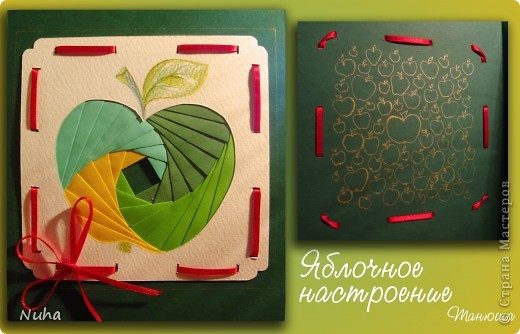 Яблочное
настроение
Nuha
Танюша
© Страна Мастеров